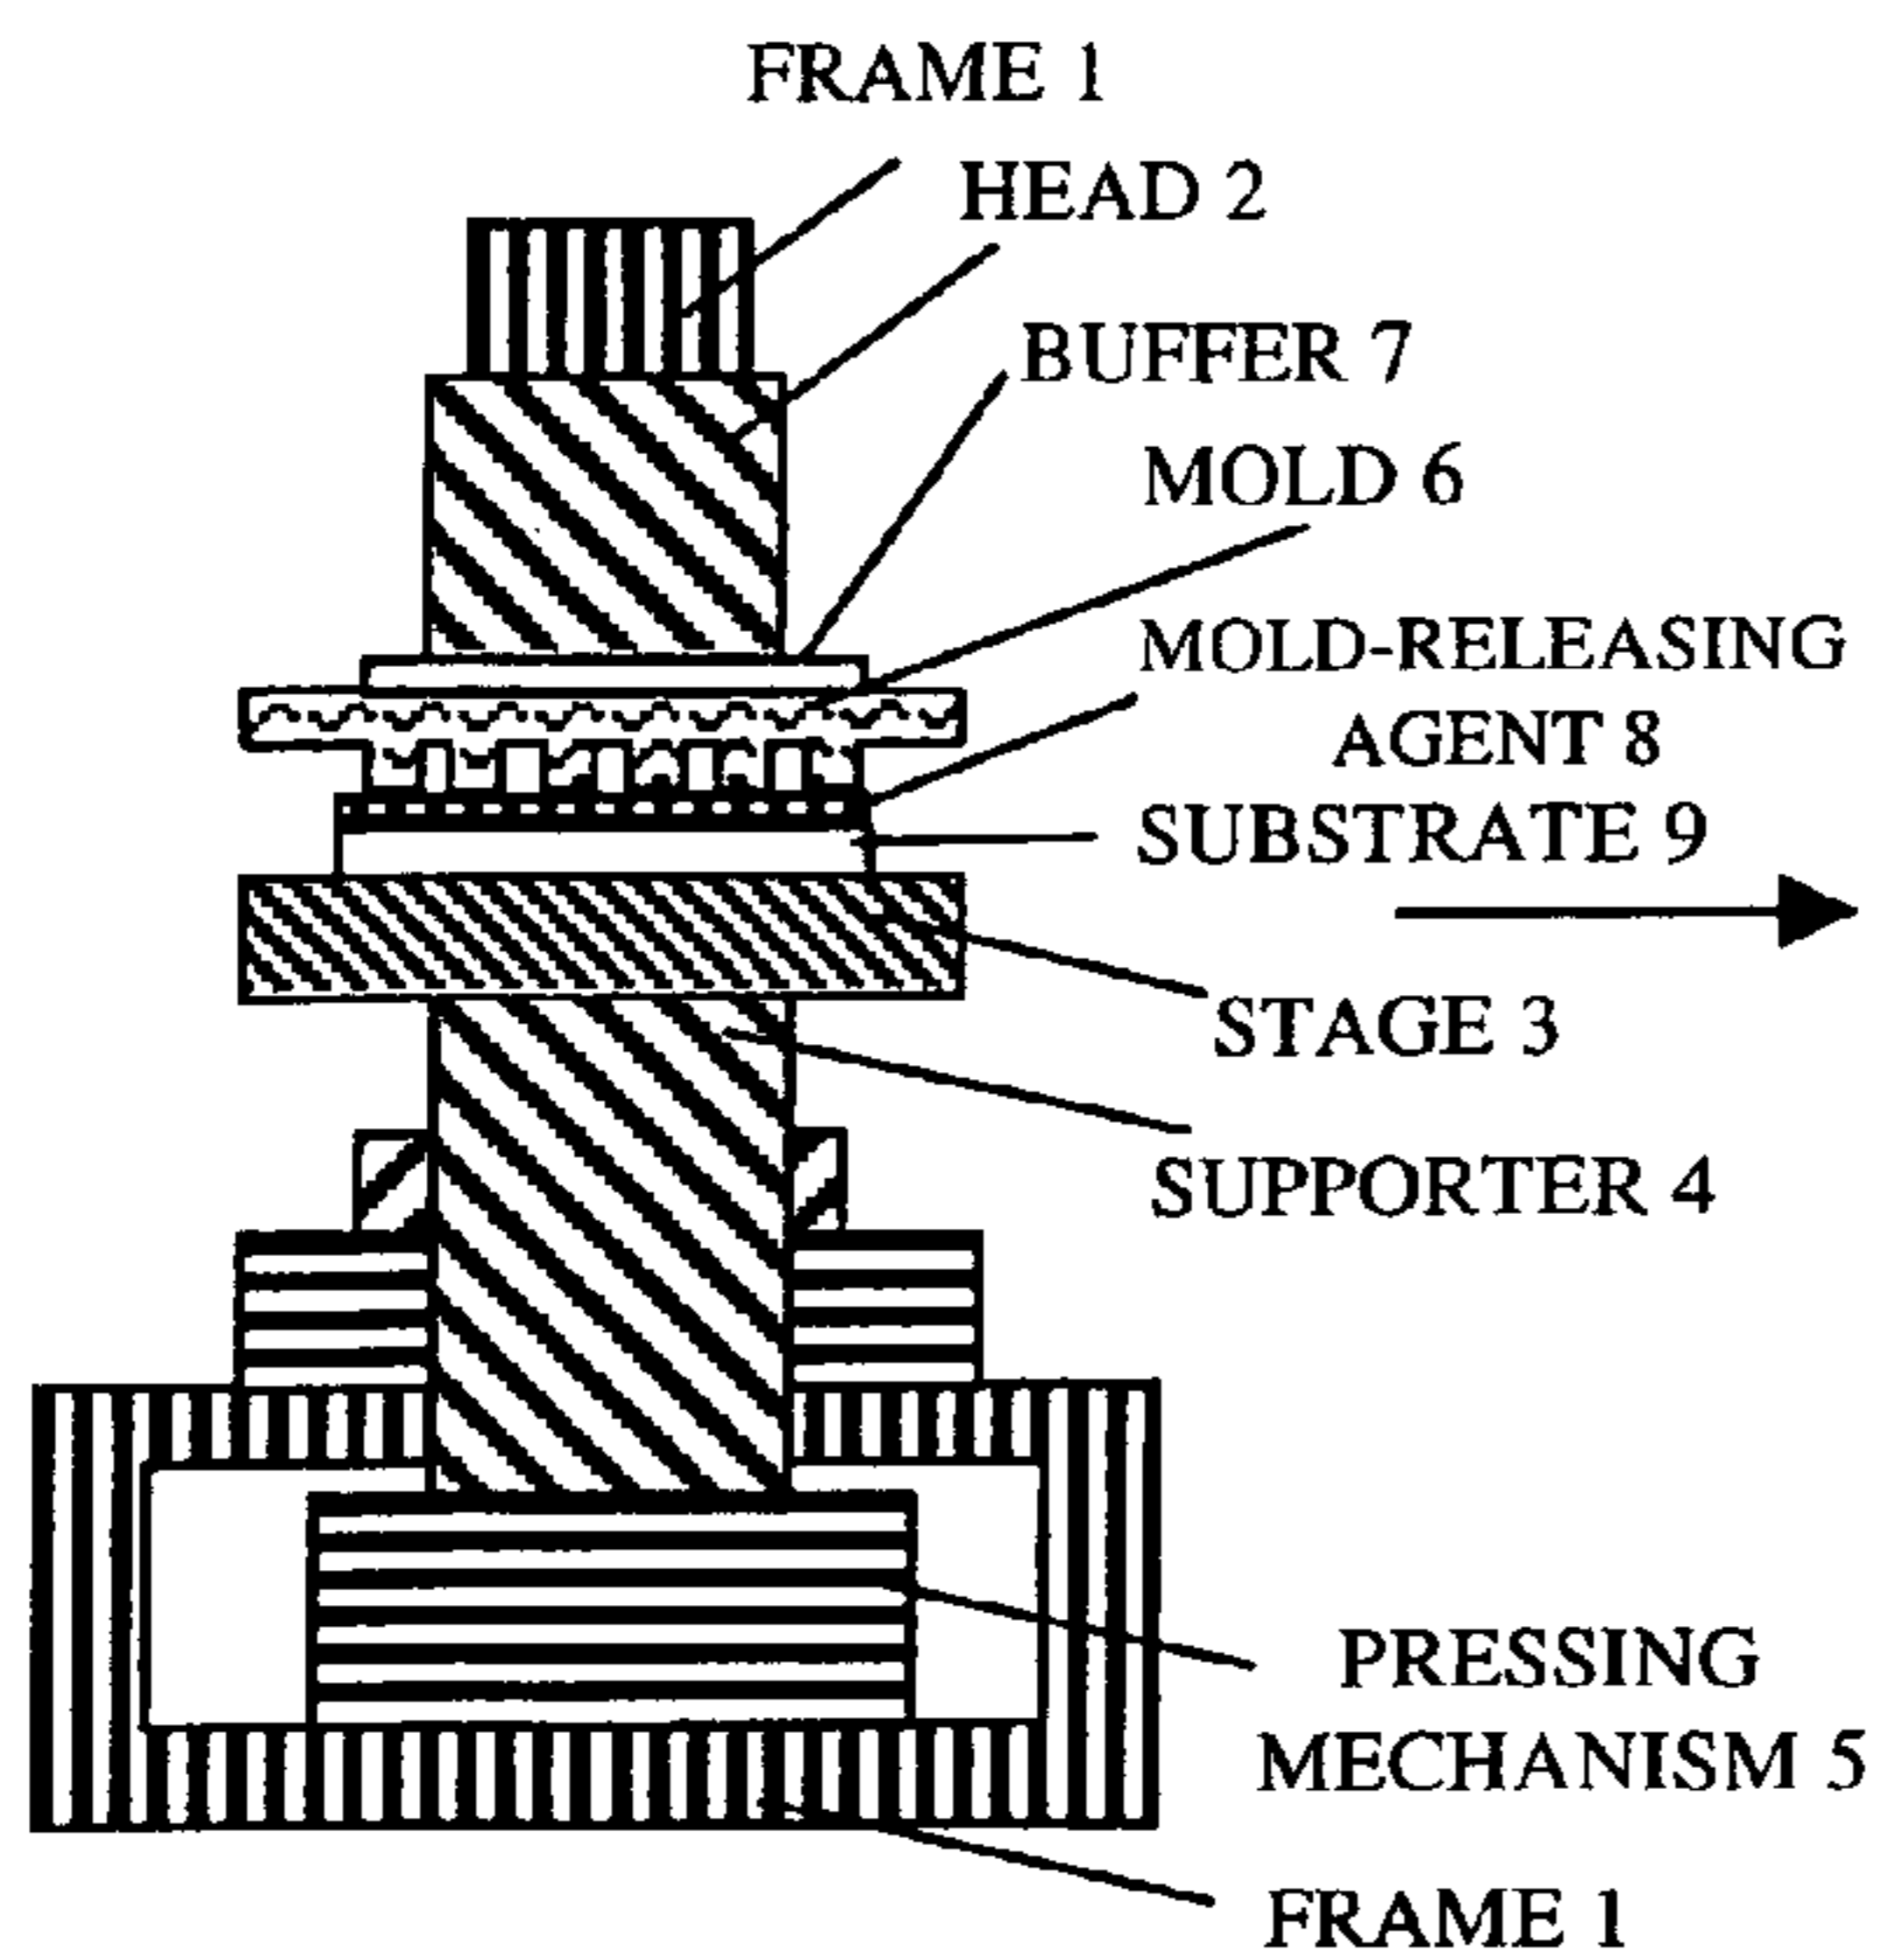 FRAME 1
HEAD 2
BUFFER 7
MOLD 6
MOLD-RELEASING
AGENT 8
SUBSTRATE 9
STAGE 3
SUPPORTER 4
PRESSING
MECHANISM 5
FRAME 1